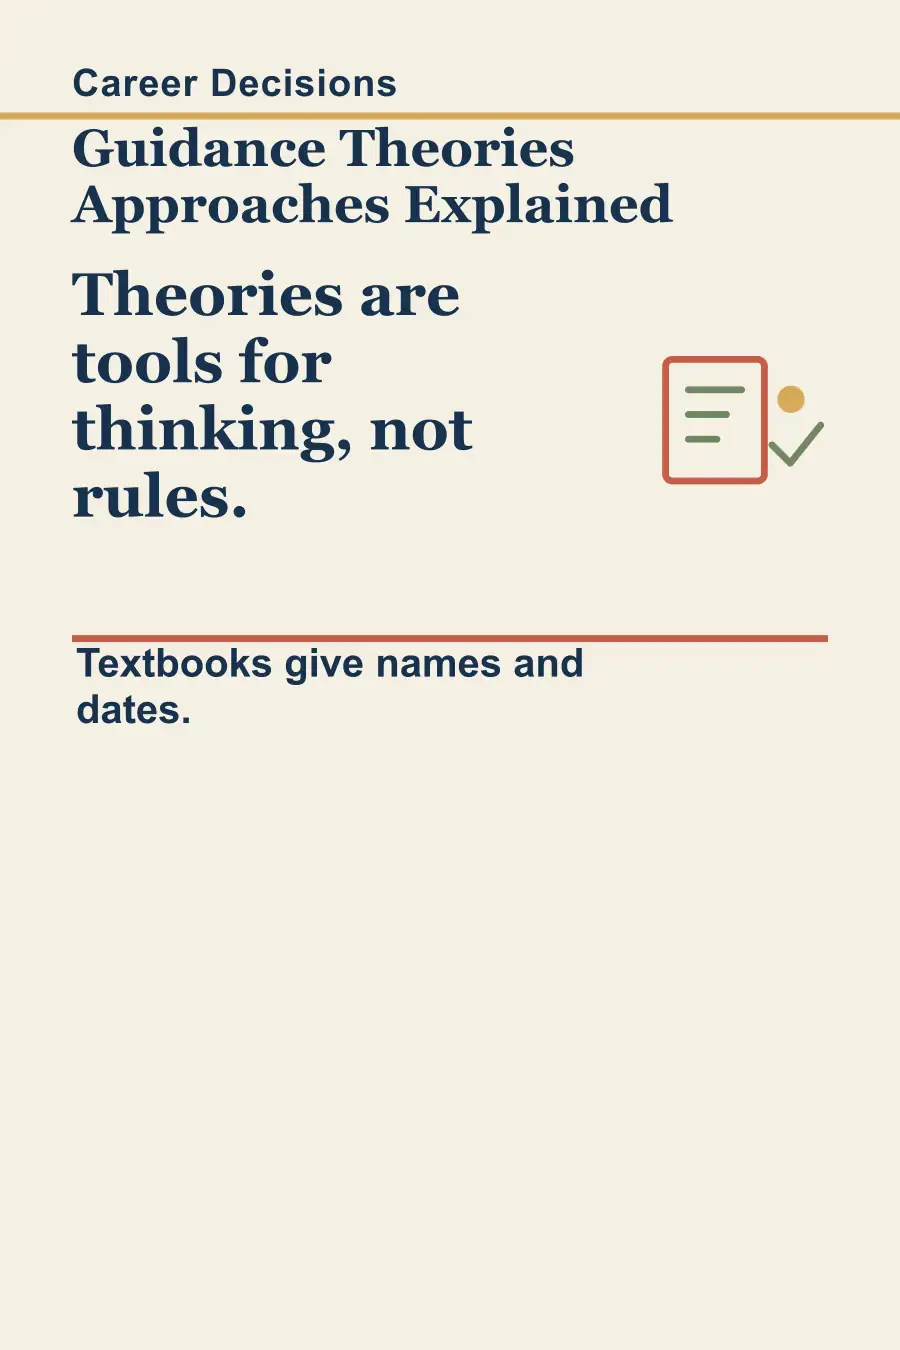 Career Decisions
Guidance Theories
Approaches Explained
Theories are
tools for
thinking, not
rules.
Textbooks give names and
dates.